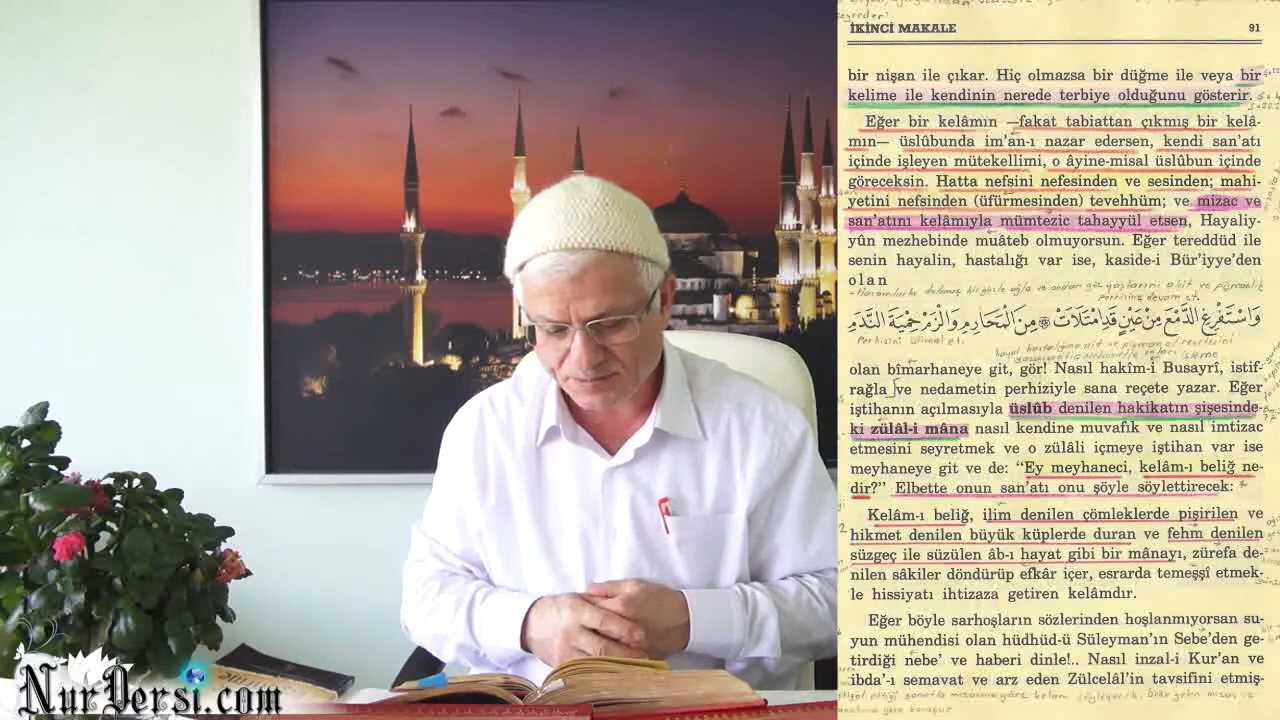 İKİNCİ MAKALE 91
bir nişan ile çıkar. Hiç olmazsa bir düğme ile veya bir
kelime ile kendinin nerede terbiye olduğunu gösterir.
Eğer bir kelâmın —fakat tabiattan çıkmış bir kelâ-
mın— üslûbunda im'an-ı nazar edersen, kendi san'atı
içinde işleyen mütekellimi, o âyine-misal üslûbun içinde
göreceksin. Hatta nefsini nefesinden ve sesinden; mahi-
yetini nefsinden (üfürmesinden) tevehhüm; ve mizac ve
san'atını kelâmıyla mümtezic tahayyül etsen, Hayaliy-
yûn mezhebinde muâteb olmuyorsun. Eğer tereddüd ile
senin hayalin, hastalığı var ise, kaside-i Bür'iyye'den
olan
وَاسْتَفْرِغِ الدَّمْعَ مِنْ عَيْنٍ قَدِ امْتَلَأَتْ ۞ مِنَ الْمَحَارِمِ وَالْزَمْ حِمْيَةَ النَّدَمِ
olan bîmarhaneye git, gör! Nasıl hakîm-i Busayrî, istif-
rağla ve nedametin perhiziyle sana reçete yazar. Eğer
iştihanın açılmasıyla üslûb denilen hakikatın şişesinde-
ki zülâl-i mâna nasıl kendine muvafık ve nasıl imtizac
etmesini seyretmek ve o zülâli içmeye iştihan var ise
meyhaneye git ve de: “Ey meyhaneci, kelâm-ı beliğ ne-
dir?” Elbette onun san'atı onu şöyle söylettirecek:
Kelâm-ı beliğ, ilim denilen çömleklerde pişirilen ve
hikmet denilen büyük küplerde duran ve fehm denilen
süzgeç ile süzülen âb-ı hayat gibi bir mânayı, zürefa de-
nilen sâkiler döndürüp efkâr içer, esrarda temeşşî etmek-
le hissiyatı ihtizaza getiren kelâmdır.
Eğer böyle sarhoşların sözlerinden hoşlanmıyorsan su-
yun mühendisi olan hüdhüd-ü Süleyman'ın Sebe'den ge-
tirdiği nebe' ve haberi dinle!.. Nasıl inzal-i Kur'an ve
ibda'-ı semavat ve arz eden Zülcelâl'in tavsifini etmiş-
NurDersi.com